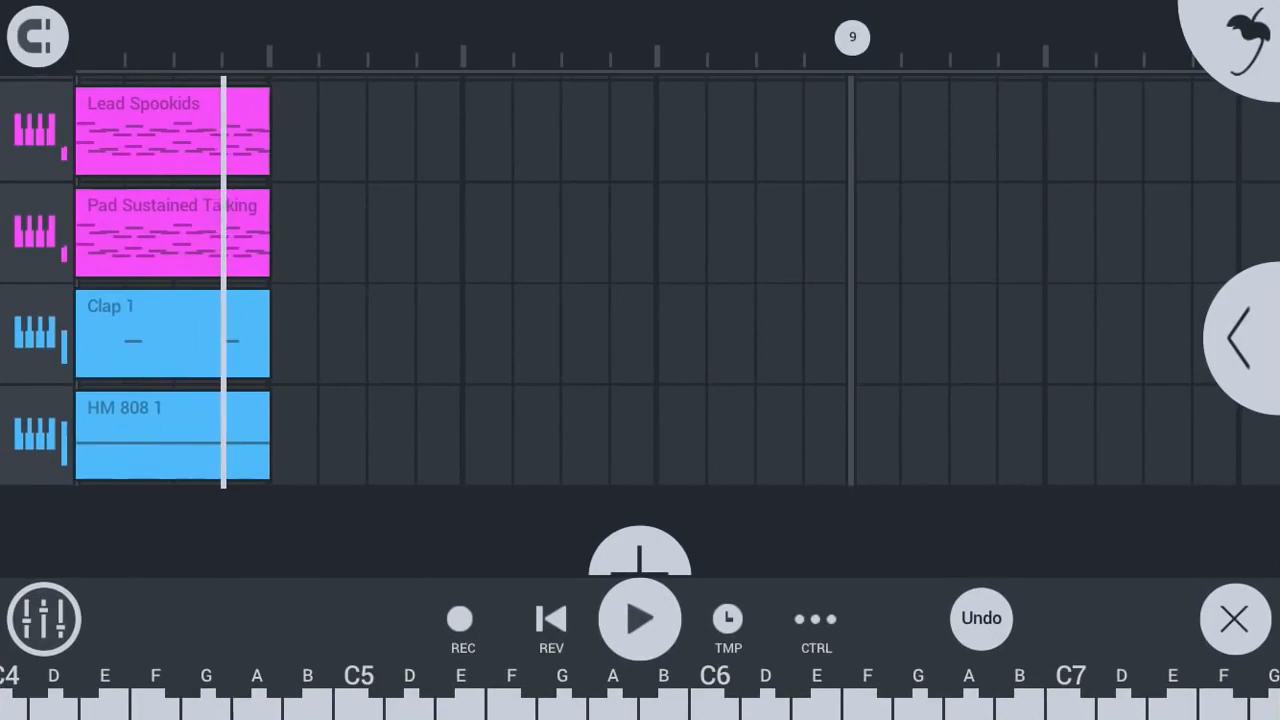 9
Lead Spookids
Pad Sustained Talking
Clap 1
HM 808 1
REC
REV
TMP
CTRL
Undo
C4 D E F G A B C5 D E F G A B C6 D E F G A B C7 D E F G